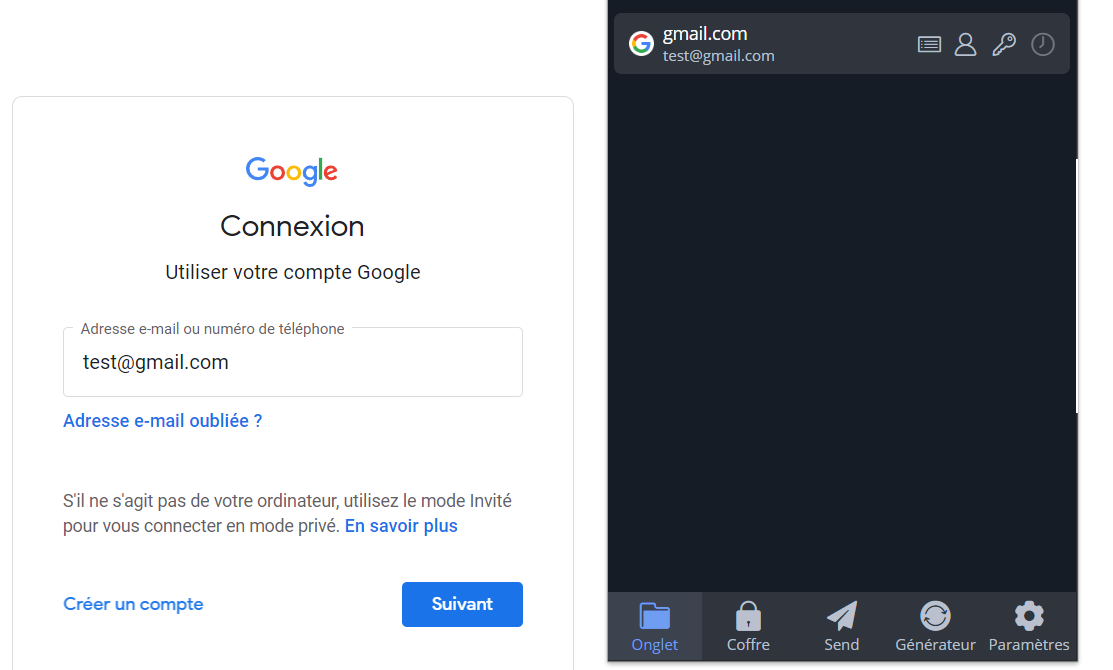 Google
Connexion
Utiliser votre compte Google
Adresse e-mail ou numéro de téléphone
test@gmail.com
Adresse e-mail oubliée ?
S'il ne s'agit pas de votre ordinateur, utilisez le mode Invité
pour vous connecter en mode privé. En savoir plus
Créer un compte
Suivant
gmail.com
test@gmail.com
Onglet
Coffre
Send
Générateur
Paramètres